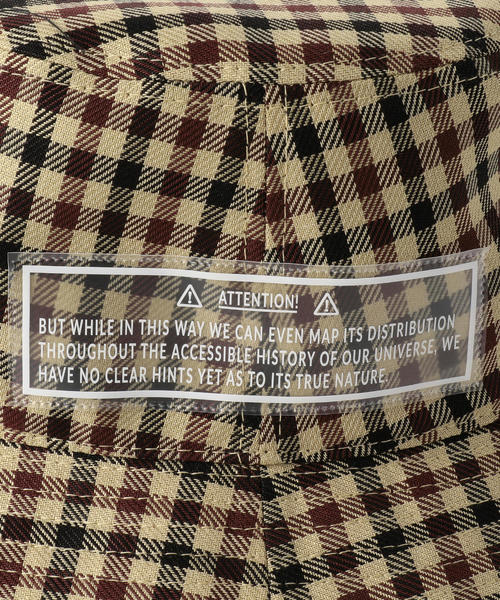 ATTENTION!
BUT WHILE IN THIS WAY WE CAN EVEN MAP ITS DISTRIBUTION
THROUGHOUT THE ACCESSIBLE HISTORY OF OUR UNIVERSE, WE
HAVE NO CLEAR HINTS YET AS TO ITS TRUE NATURE.